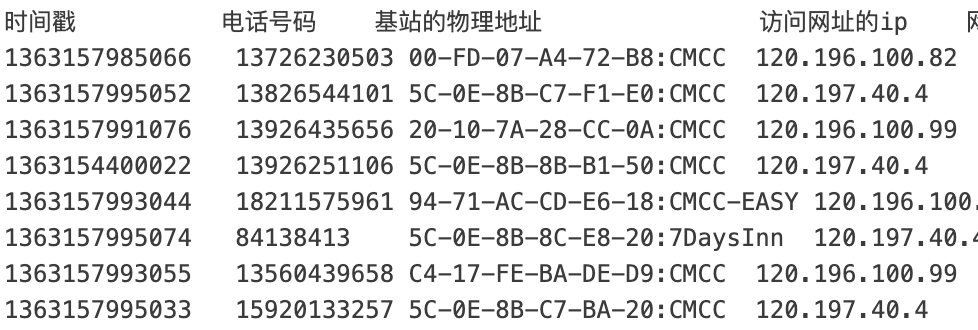 时间戳 电话号码 基站的物理地址 访问网址的ip
1363157985066 13726230503 00-FD-07-A4-72-B8:CMCC 120.196.100.82
1363157995052 13826544101 5C-0E-8B-C7-F1-E0:CMCC 120.197.40.4
1363157991076 13926435656 20-10-7A-28-CC-0A:CMCC 120.196.100.99
1363154400022 13926251106 5C-0E-8B-8B-B1-50:CMCC 120.197.40.4
1363157993044 18211575961 94-71-AC-CD-E6-18:CMCC-EASY 120.196.100.
1363157995074 84138413 5C-0E-8B-8C-E8-20:7DaysInn 120.197.40.4
1363157993055 13560439658 C4-17-FE-BA-DE-D9:CMCC 120.196.100.99
1363157995033 15920133257 5C-0E-8B-C7-BA-20:CMCC 120.197.40.4